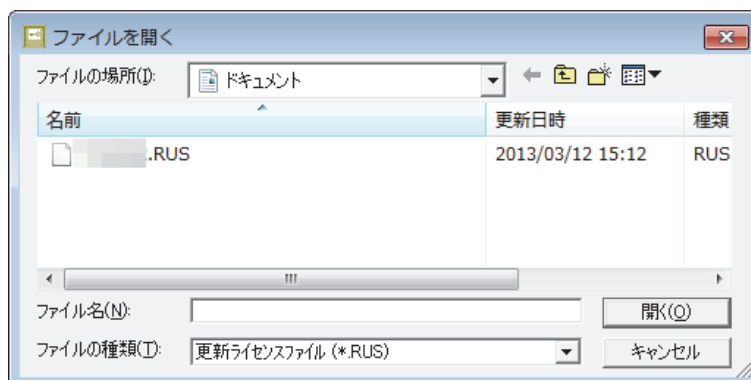 ファイルを開く
ファイルの場所(I):
ドキュメント
名前
更新日時
種類
.RUS
2013/03/12 15:12
RUS
ファイル名(N):
開く(O)
ファイルの種類(T):
更新ライセンスファイル (*.RUS)
キャンセル